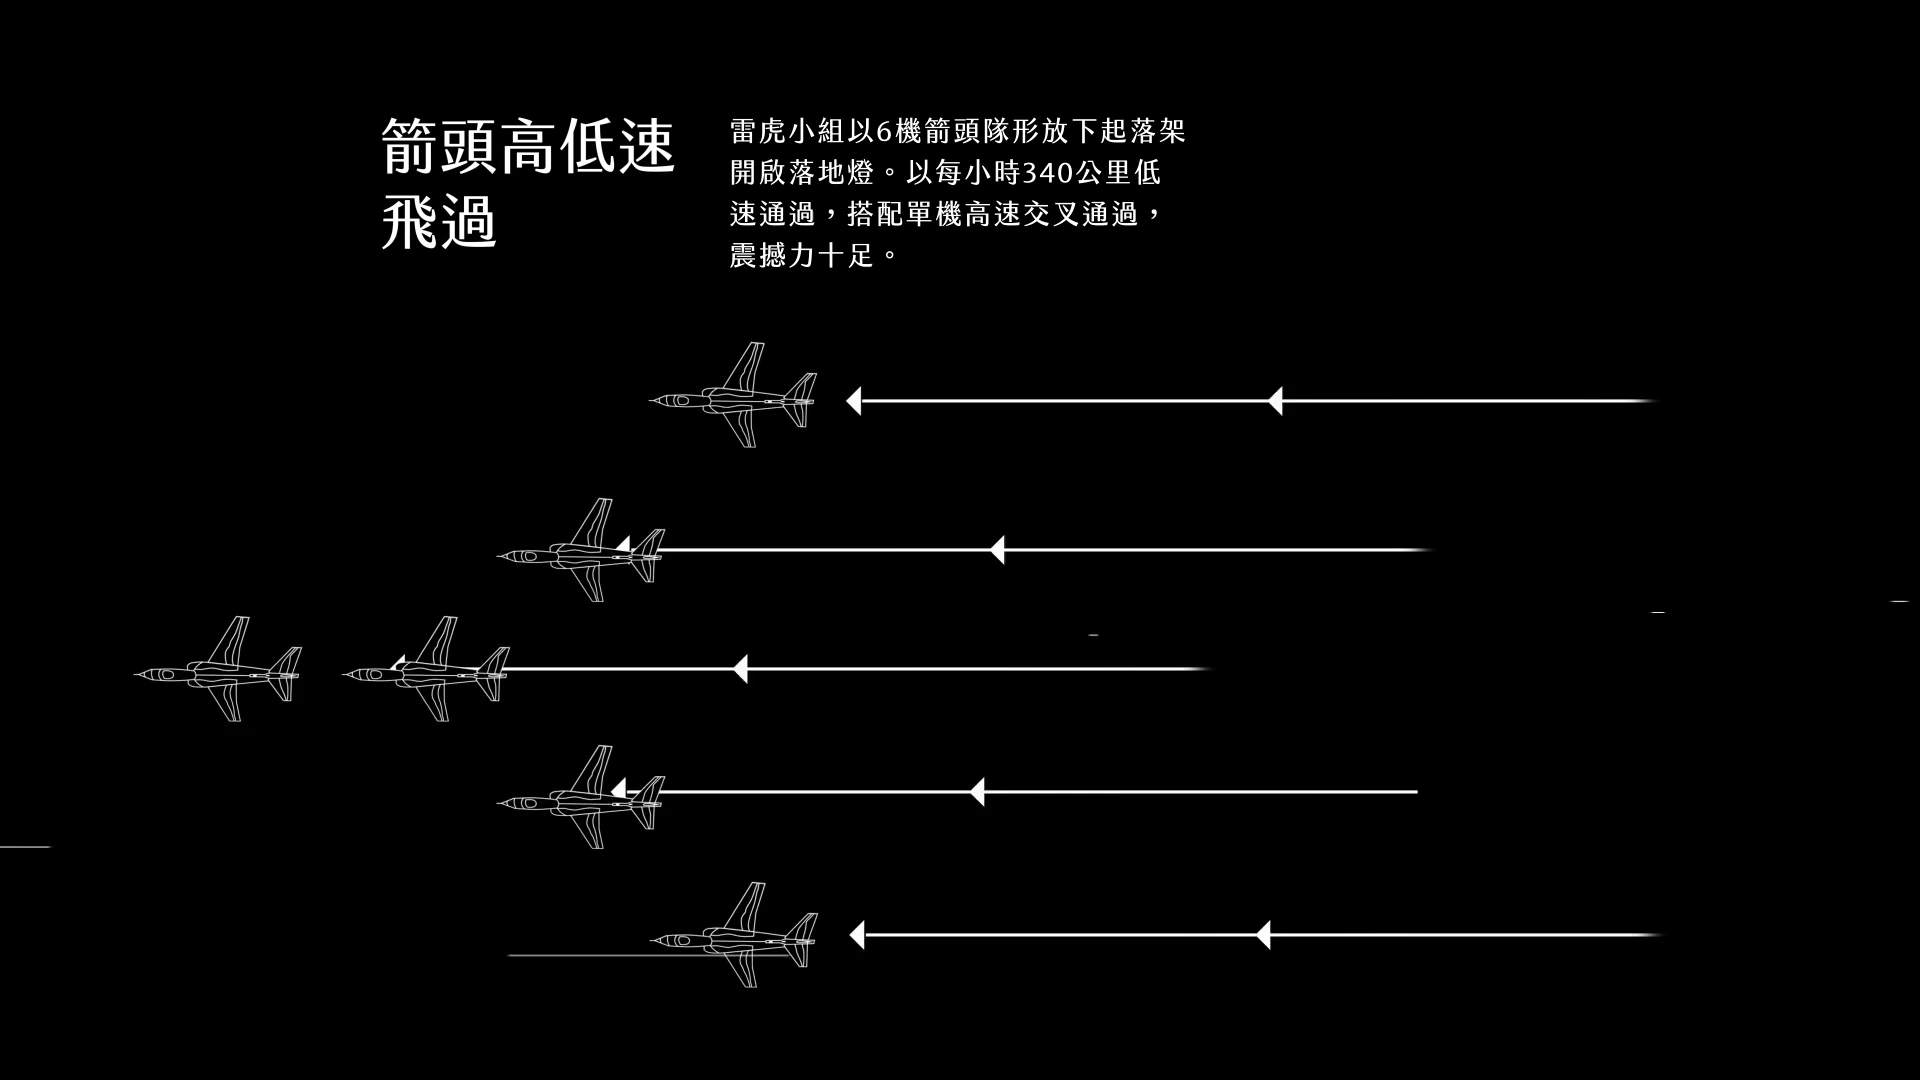 箭頭高低速
飛過
雷虎小組以6機箭頭隊形放下起落架
開啟落地燈。以每小時340公里低
速通過，搭配單機高速交叉通過，
震撼力十足。